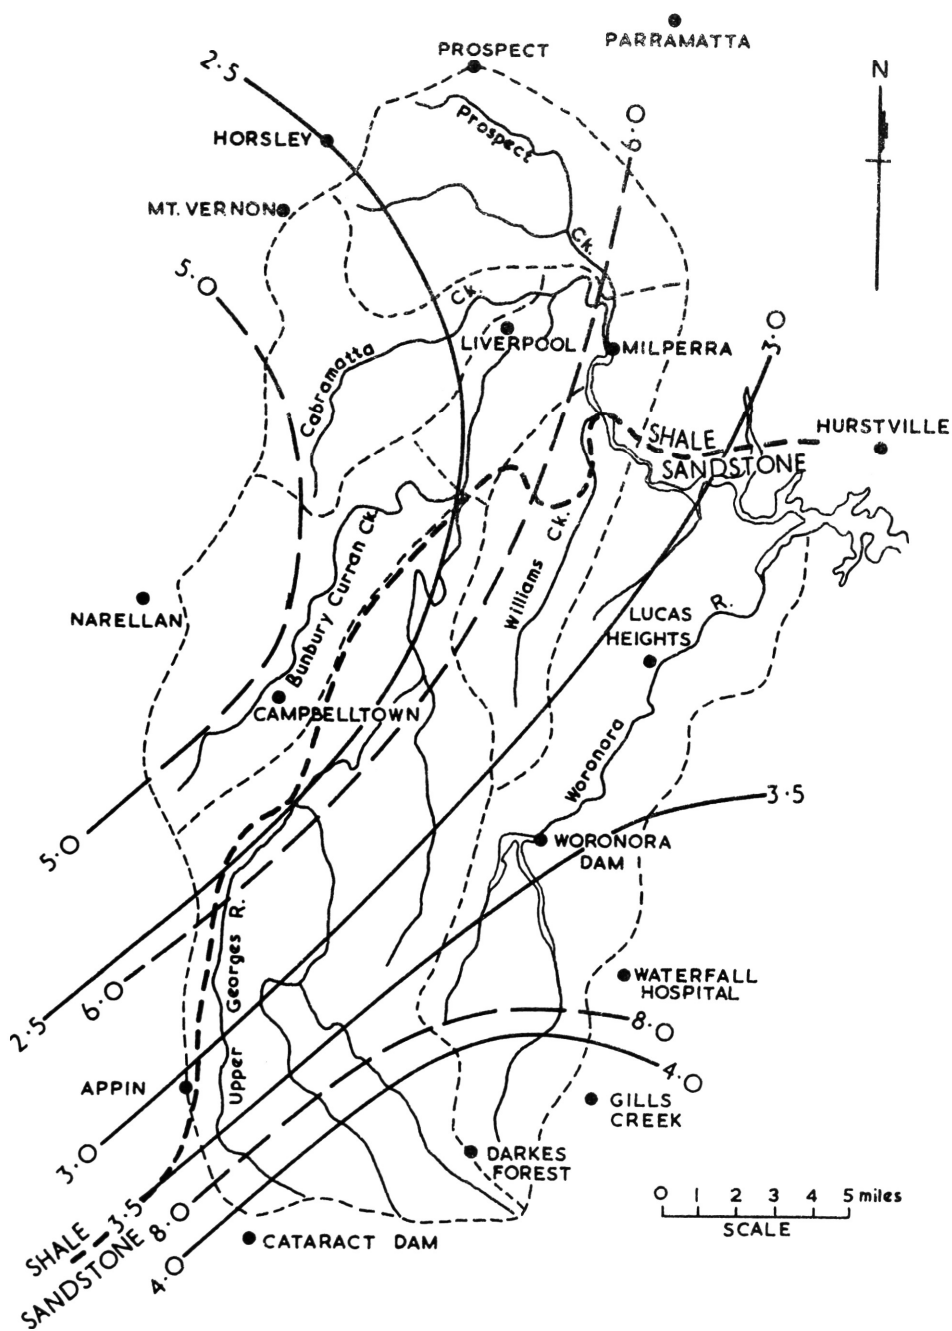 PARRAMATTA
PROSPECT
2.5
N
Prospect
6.0
HORSLEY
MT. VERNON
Ck.
5.0
Ck.
3.0
LIVERPOOL
MILPERRA
Cabramatta
HURSTVILLE
SHALE
SANDSTONE
Bunbury Curran Ck.
Ck.
Williams
NARELLAN
R.
LUCAS
HEIGHTS
CAMPBELLTOWN
Woronora
3.5
5.0
WORONORA
DAM
Upper Georges R.
WATERFALL
HOSPITAL
6.0
2.5
8.0
4.0
APPIN
GILLS
CREEK
3.0
DARKES
FOREST
3.5
8.0
4.0
SHALE
SANDSTONE
CATARACT DAM
0 1 2 3 4 5 miles
SCALE